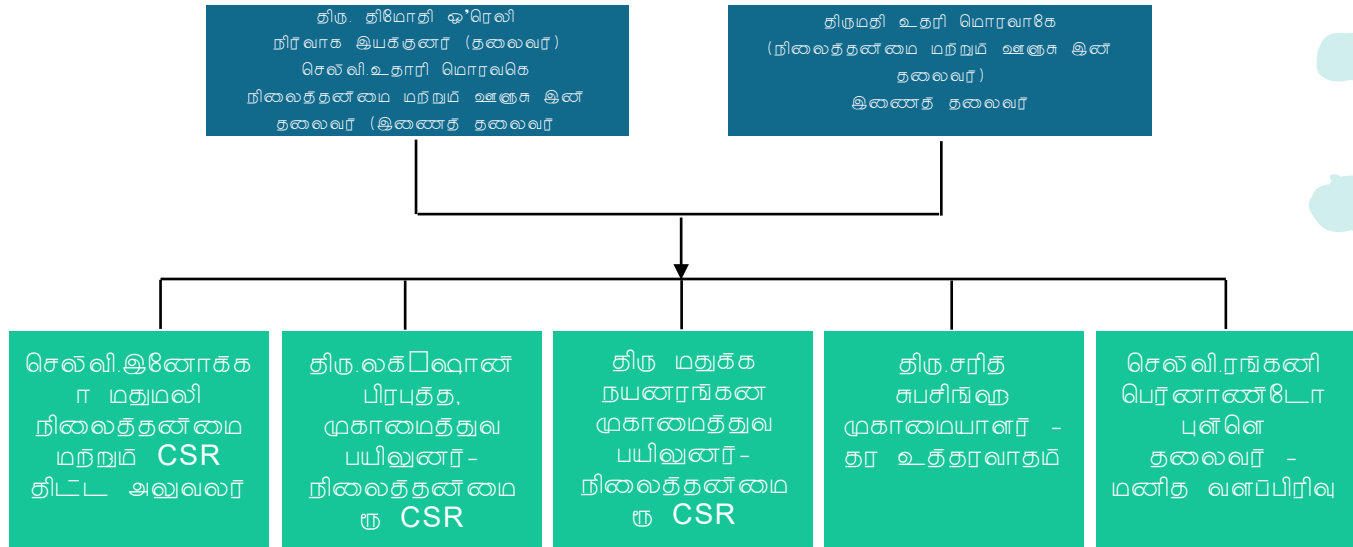 திரு. திமோதி ஓ'ரெலி
நிர்வாக இயக்குனர் (தலைவர்)
செல்வி.உதாரி மொரவகெ
நிலைத்தன்மை மற்றும் ஊளுசு இன்
தலைவர் (இணைத் தலைவர்
திருமதி உதரி மொரவாகே
(நிலைத்தன்மை மற்றும் ஊளுசு இன்
தலைவர்)
இணைத் தலைவர்
செல்வி.இனோக்க
ா மதுமலி
நிலைத்தன்மை
மற்றும் CSR
திட்ட அலுவலர்
திரு.லக்□ஷான்
பிரபுத்த,
முகாமைத்துவ
பயிலுனர்–
நிலைத்தன்மை
ரூ CSR
திரு மதுக்க
நயனரங்கன
முகாமைத்துவ
பயிலுனர்–
நிலைத்தன்மை
ரூ CSR
திரு.சரித்
சுபசிங்ஹ
முகாமையாளர் –
தர உத்தரவாதம்
செல்வி.ரங்கனி
பெர்னாண்டோ
புள்ளெ
தலைவர் –
மனித வளப்பிரிவு